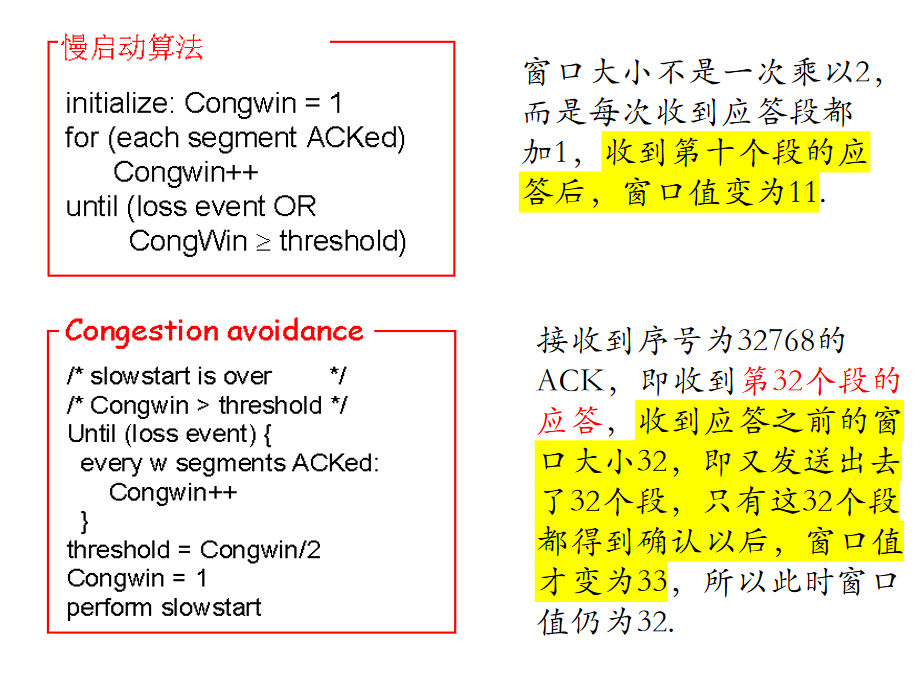 慢启动算法
initialize: Congwin = 1
for (each segment ACKed)
Congwin++
until (loss event OR
CongWin ≥ threshold)
窗口大小不是一次乘以2，
而是每次收到应答段都
加1，收到第十个段的应
答后，窗口值变为11.
Congestion avoidance
/* slowstart is over */
/* Congwin > threshold */
Until (loss event) {
every w segments ACKed:
Congwin++
}
threshold = Congwin/2
Congwin = 1
perform slowstart
接收到序号为32768的
ACK，即收到第32个段的
应答，收到应答之前的窗
口大小32，即又发送出去
了32个段，只有这32个段
都得到确认以后，窗口值
才变为33，所以此时窗口
值仍为32.